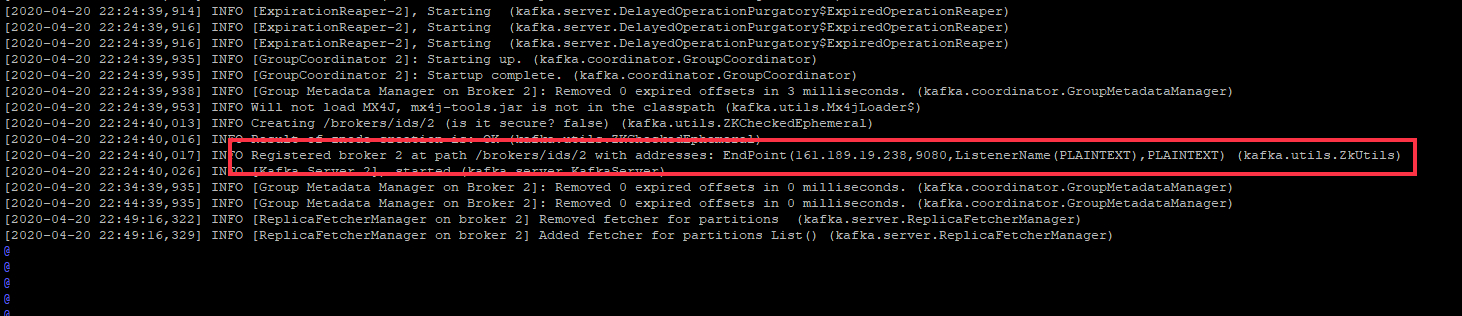 [2020-04-20 22:24:39,914] INFO [ExpirationReaper-2], Starting  (kafka.server.DelayedOperationPurgatory$ExpiredOperationReaper)
[2020-04-20 22:24:39,916] INFO [ExpirationReaper-2], Starting  (kafka.server.DelayedOperationPurgatory$ExpiredOperationReaper)
[2020-04-20 22:24:39,916] INFO [ExpirationReaper-2], Starting  (kafka.server.DelayedOperationPurgatory$ExpiredOperationReaper)
[2020-04-20 22:24:39,935] INFO [GroupCoordinator 2]: Starting up. (kafka.coordinator.GroupCoordinator)
[2020-04-20 22:24:39,935] INFO [GroupCoordinator 2]: Startup complete. (kafka.coordinator.GroupCoordinator)
[2020-04-20 22:24:39,938] INFO [Group Metadata Manager on Broker 2]: Removed 0 expired offsets in 3 milliseconds. (kafka.coordinator.GroupMetadataManager)
[2020-04-20 22:24:39,953] INFO Will not load MX4J, mx4j-tools.jar is not in the classpath (kafka.utils.Mx4jLoader$)
[2020-04-20 22:24:40,013] INFO Creating /brokers/ids/2 (is it secure? false) (kafka.utils.ZKCheckedEphemeral)
[2020-04-20 22:24:40,016] INFO Result of znode creation is: OK (kafka.utils.ZKCheckedEphemeral)
[2020-04-20 22:24:40,017] INFO Registered broker 2 at path /brokers/ids/2 with addresses: EndPoint(161.189.19.238,9080,ListenerName(PLAINTEXT),PLAINTEXT) (kafka.utils.ZkUtils)
[2020-04-20 22:24:40,026] INFO [Kafka Server 2], started (kafka.server.KafkaServer)
[2020-04-20 22:34:39,935] INFO [Group Metadata Manager on Broker 2]: Removed 0 expired offsets in 0 milliseconds. (kafka.coordinator.GroupMetadataManager)
[2020-04-20 22:44:39,935] INFO [Group Metadata Manager on Broker 2]: Removed 0 expired offsets in 0 milliseconds. (kafka.coordinator.GroupMetadataManager)
[2020-04-20 22:49:16,322] INFO [ReplicaFetcherManager on broker 2] Removed fetcher for partitions  (kafka.server.ReplicaFetcherManager)
[2020-04-20 22:49:16,329] INFO [ReplicaFetcherManager on broker 2] Added fetcher for partitions List() (kafka.server.ReplicaFetcherManager)
@
@
@
@
@